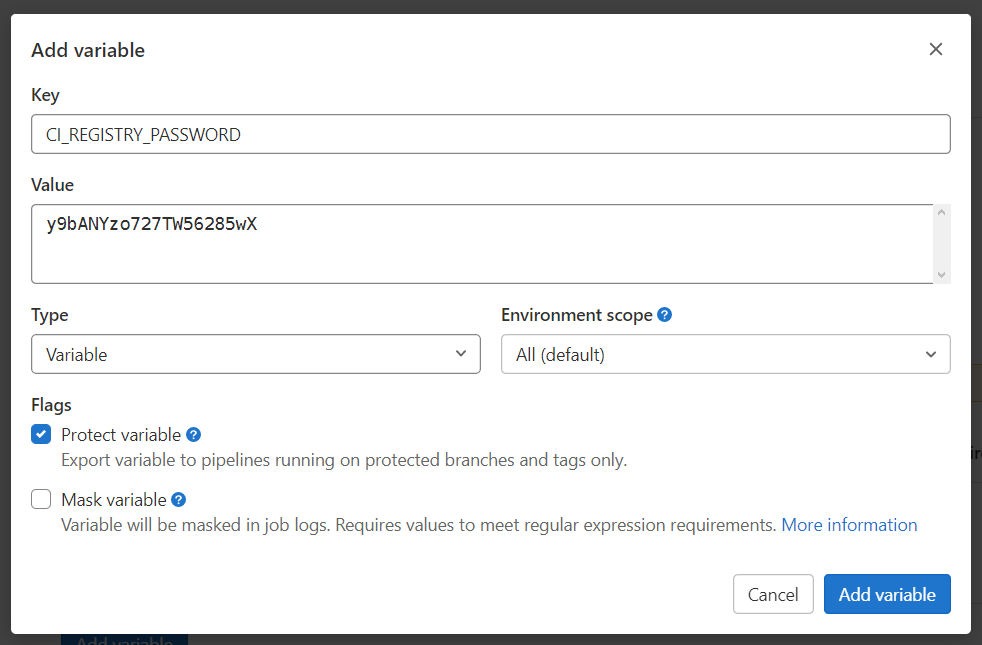 Add variable
Key
CI_REGISTRY_PASSWORD
Value
y9bANYzo727TW56285wX
Type
Environment scope
Variable
All (default)
Flags
Protect variable
Export variable to pipelines running on protected branches and tags only.
Mask variable
Variable will be masked in job logs. Requires values to meet regular expression requirements. More information
Cancel
Add variable
Add variable